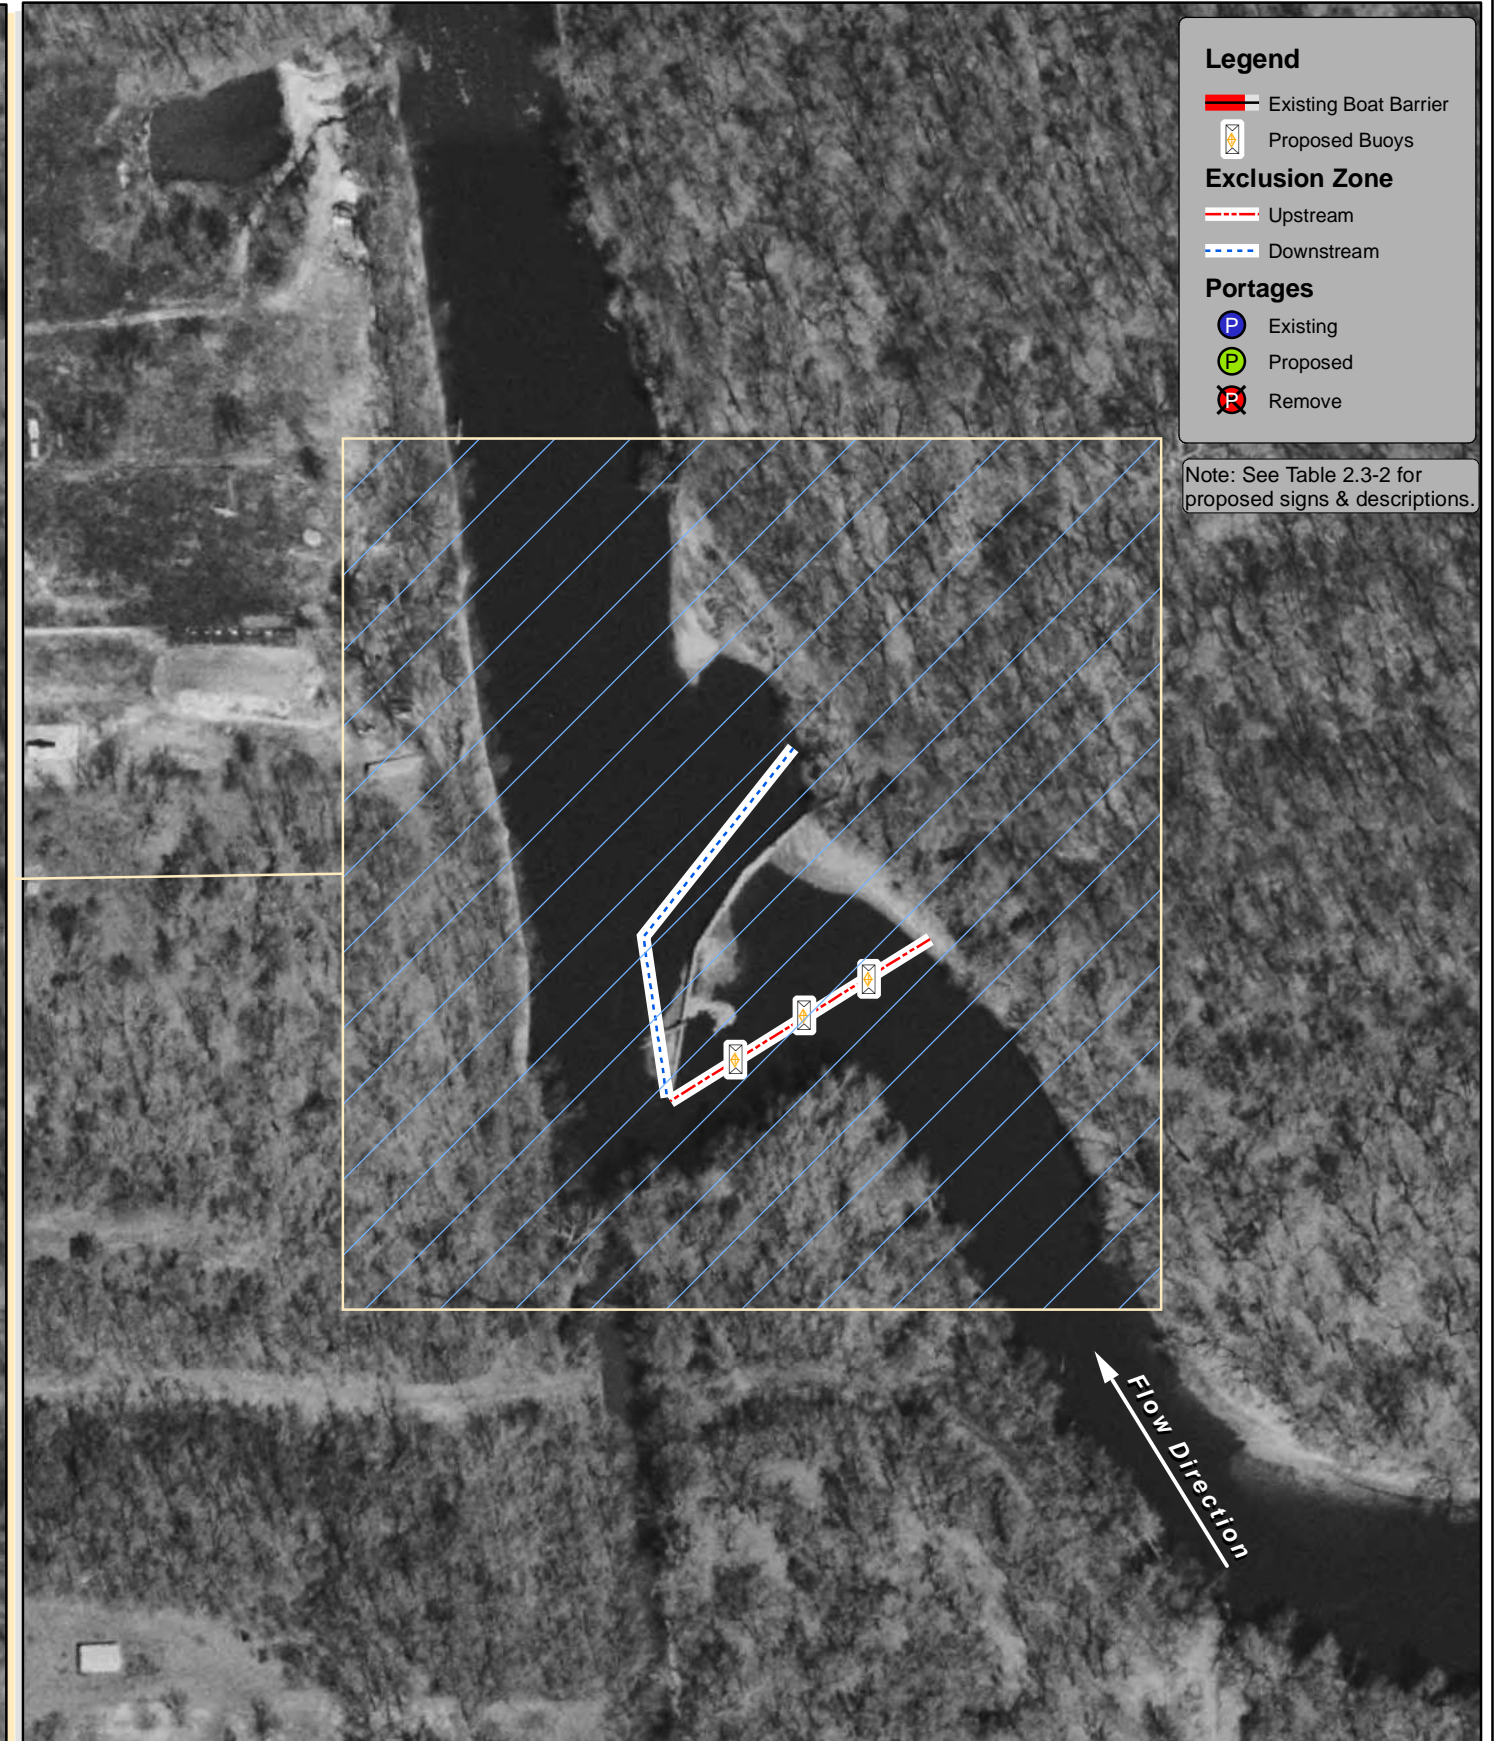 Legend
Existing Boat Barrier
Proposed Buoys
Exclusion Zone
Upstream
Downstream
Portages
P Existing
P Proposed
P Remove
Note: See Table 2.3-2 for
proposed signs & descriptions.
Flow Direction